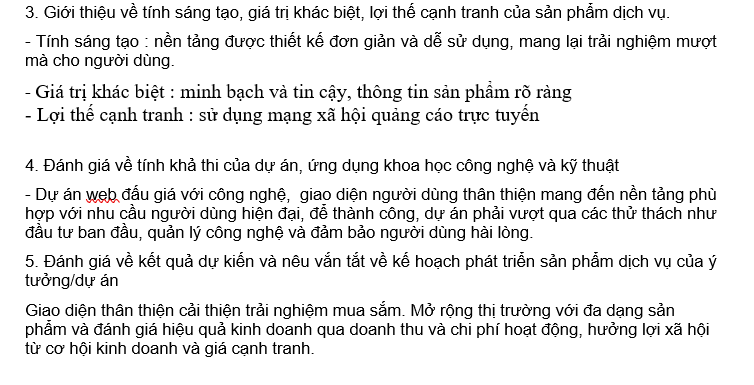 3. Giới thiệu về tính sáng tạo, giá trị khác biệt, lợi thế cạnh tranh của sản phẩm dịch vụ.
- Tính sáng tạo : nền tảng được thiết kế đơn giản và dễ sử dụng, mang lại trải nghiệm mượt
mà cho người dùng.
- Giá trị khác biệt : minh bạch và tin cậy, thông tin sản phẩm rõ ràng
- Lợi thế cạnh tranh : sử dụng mạng xã hội quảng cáo trực tuyến
4. Đánh giá về tính khả thi của dự án, ứng dụng khoa học công nghệ và kỹ thuật
- Dự án web đấu giá với công nghệ, giao diện người dùng thân thiện mang đến nền tảng phù
hợp với nhu cầu người dùng hiện đại, để thành công, dự án phải vượt qua các thử thách như
đầu tư ban đầu, quản lý công nghệ và đảm bảo người dùng hài lòng.
5. Đánh giá về kết quả dự kiến và nêu vắn tắt về kế hoạch phát triển sản phẩm dịch vụ của ý
tưởng/dự án
Giao diện thân thiện cải thiện trải nghiệm mua sắm. Mở rộng thị trường với đa dạng sản
phẩm và đánh giá hiệu quả kinh doanh qua doanh thu và chi phí hoạt động, hưởng lợi xã hội
từ cơ hội kinh doanh và giá cạnh tranh.